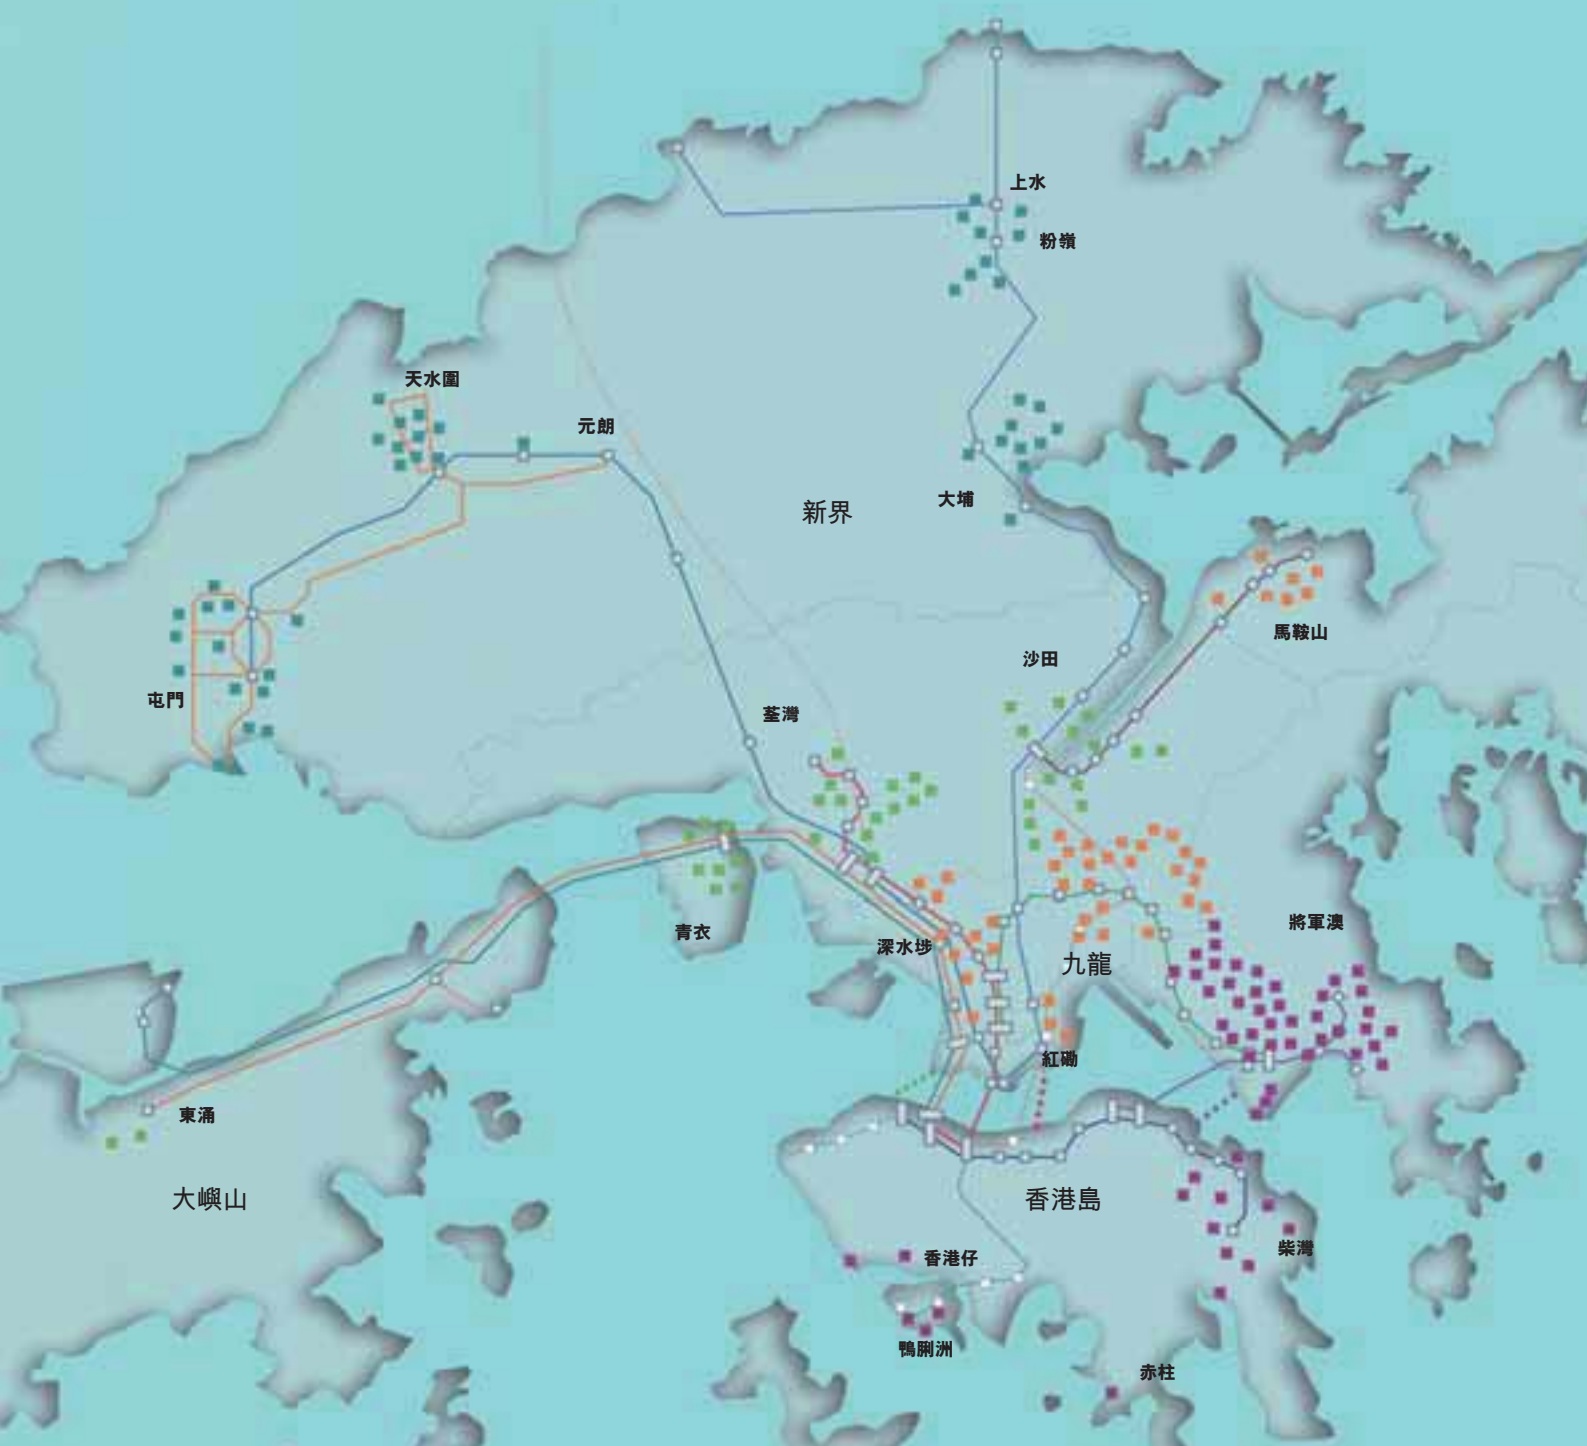 上水
粉嶺
天水圍
元朗
大埔
新界
馬鞍山
沙田
屯門
荃灣
將軍澳
青衣
深水埗
九龍
紅磡
東涌
大嶼山
香港島
柴灣
香港仔
鴨脷洲
赤柱